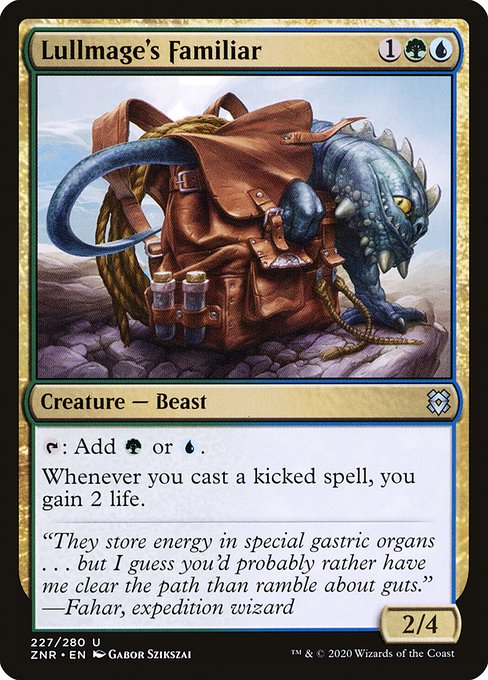 Lullmage's Familiar 1
Creature — Beast
: Add or .
Whenever you cast a kicked spell, you
gain 2 life.
"They store energy in special gastric organs
. . . but I guess you'd probably rather have
me clear the path than ramble about guts."
—Fahar, expedition wizard
2/4
227/280 U
ZNR • EN Gabor Szikszai
™ & © 2020 Wizards of the Coast